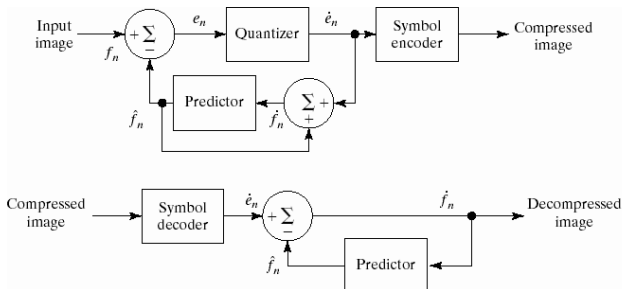 Input image
f_n
+ Σ −
e_n
Quantizer
ė_n
Symbol encoder
Compressed image
f̂_n
Predictor
ḟ_n
Σ + +
Compressed image
Symbol decoder
ė_n
+ Σ −
ḟ_n
Decompressed image
f̂_n
Predictor